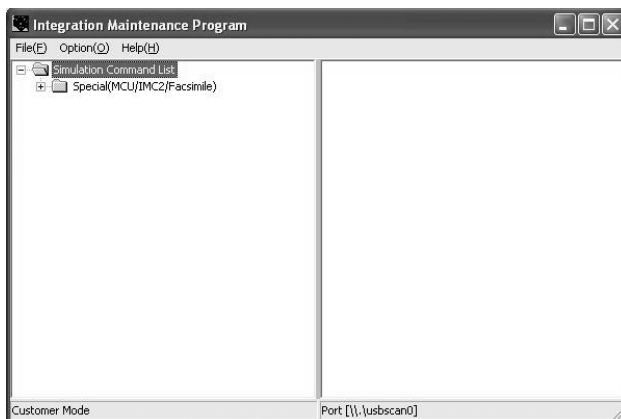 Integration Maintenance Program
File(F) Option(O) Help(H)
Simulation Command List
Special(MCU/IMC2/Facsimile)
Customer Mode
Port [\\.\usbscan0]